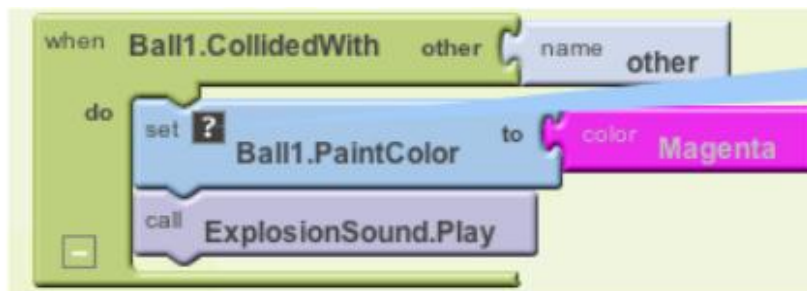 when Ball1.CollidedWith other name other
do
set ? Ball1.PaintColor to color Magenta
call ExplosionSound.Play